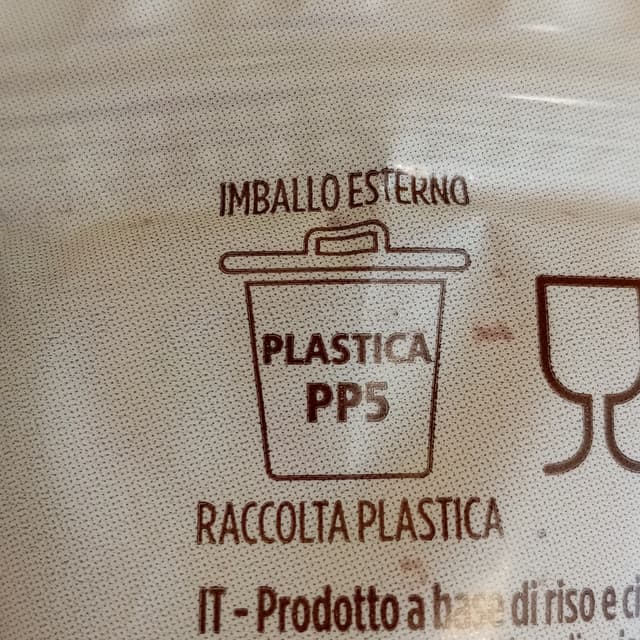 IMBALLO ESTERNO
PLASTICA
PP5
RACCOLTA PLASTICA
IT - Prodotto a base di riso e